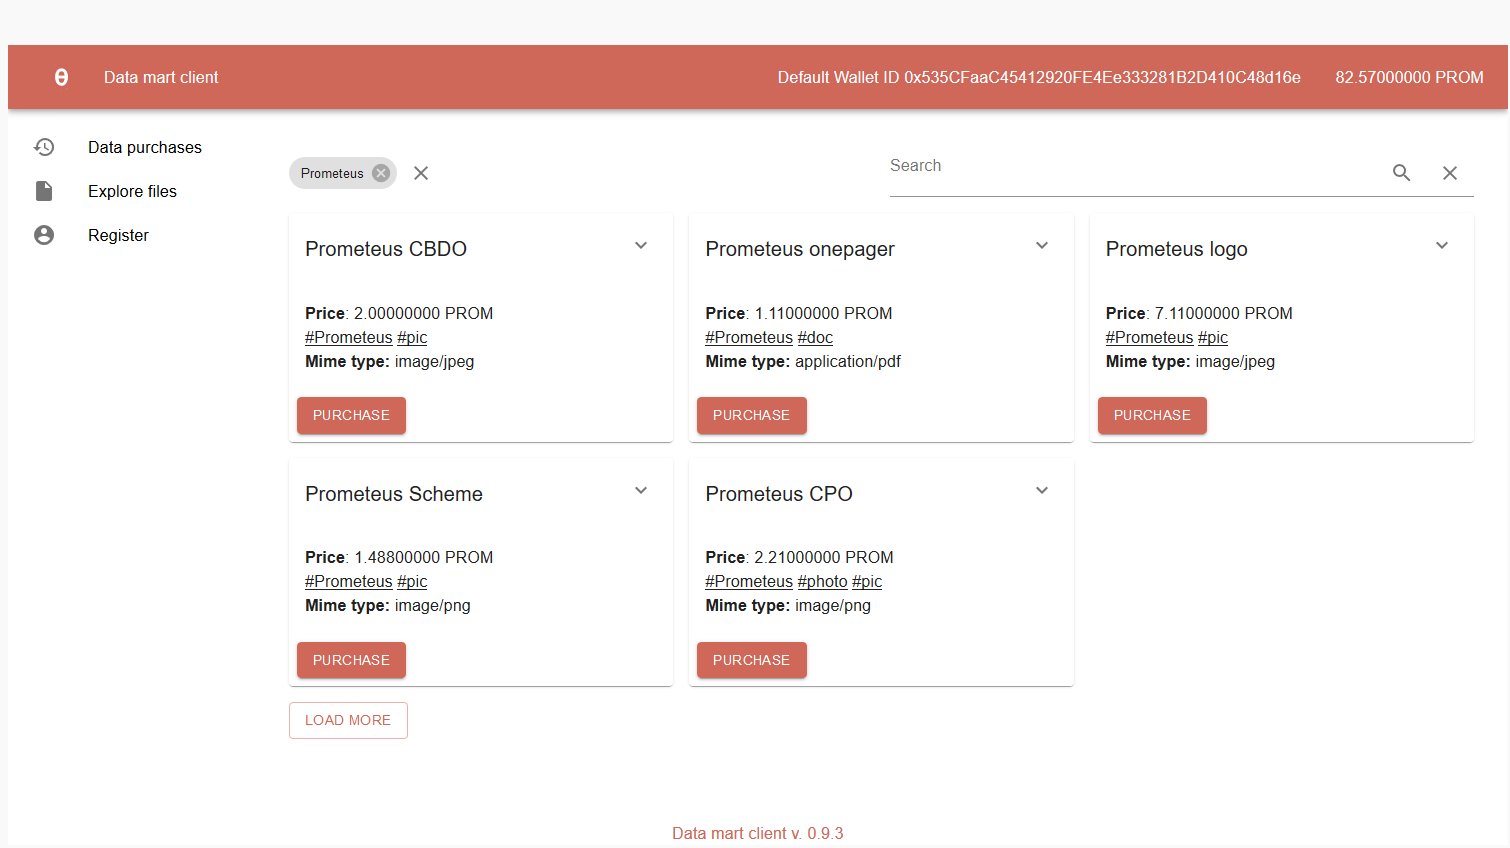 Data mart client
Default Wallet ID 0x535CFaaC45412920FE4Ee333281B2D410C48d16e
82.57000000 PROM
Data purchases
Explore files
Register
Prometeus
Search
Prometeus CBDO
Price: 2.00000000 PROM
#Prometeus #pic
Mime type: image/jpeg
PURCHASE
Prometeus onepager
Price: 1.11000000 PROM
#Prometeus #doc
Mime type: application/pdf
PURCHASE
Prometeus logo
Price: 7.11000000 PROM
#Prometeus #pic
Mime type: image/jpeg
PURCHASE
Prometeus Scheme
Price: 1.48800000 PROM
#Prometeus #pic
Mime type: image/png
PURCHASE
Prometeus CPO
Price: 2.21000000 PROM
#Prometeus #photo #pic
Mime type: image/png
PURCHASE
LOAD MORE
Data mart client v. 0.9.3